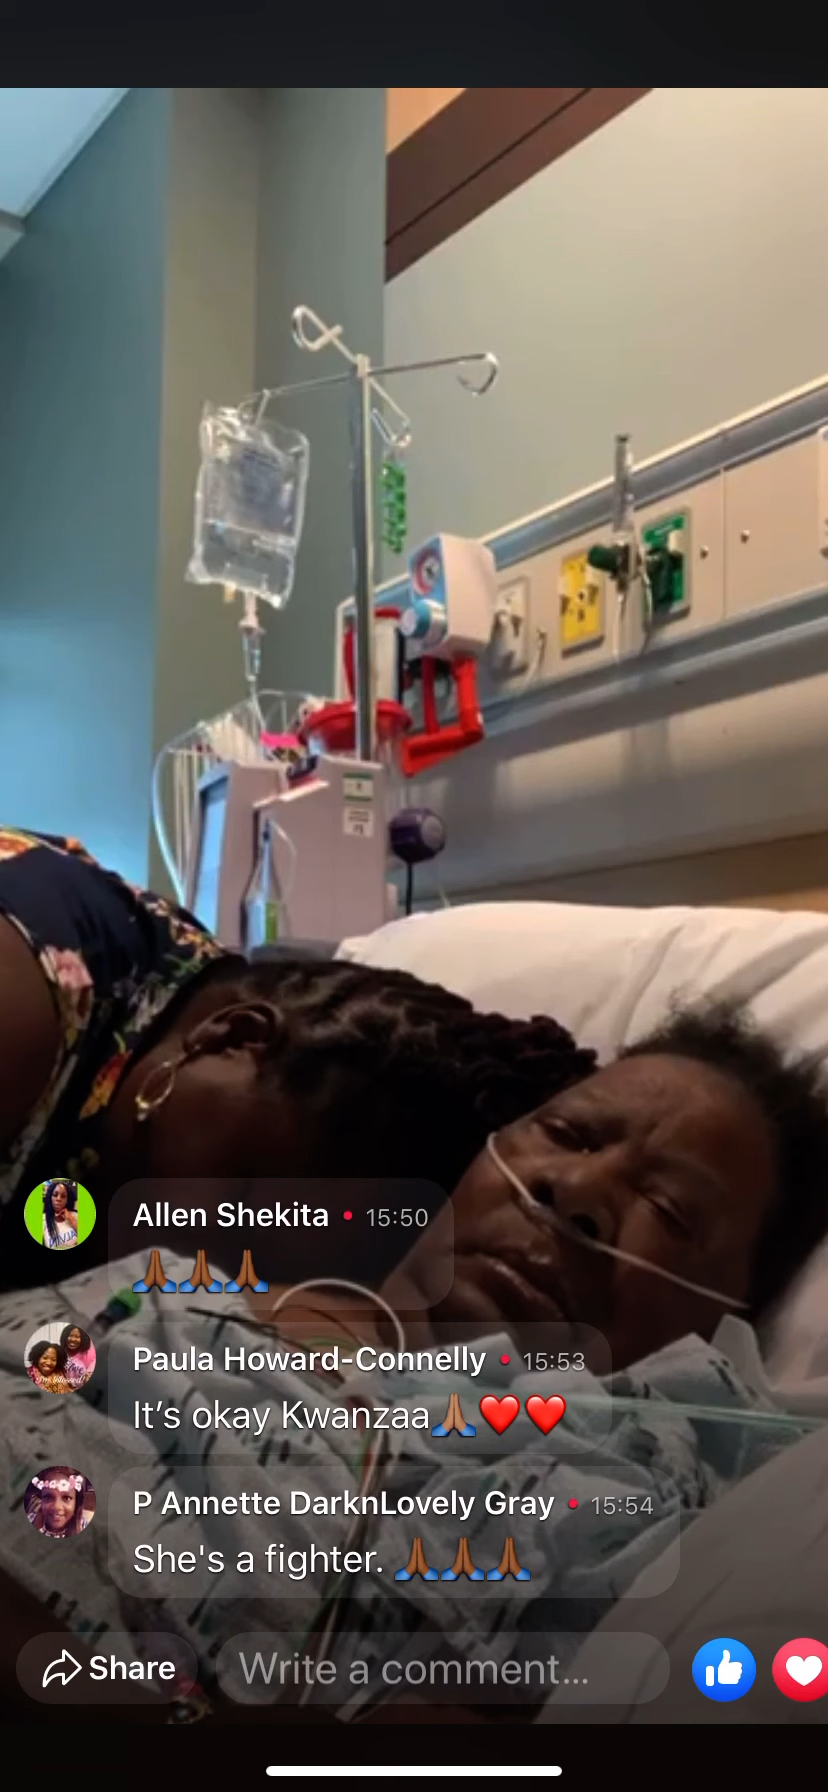 Allen Shekita • 15:50
🙏🏾🙏🏾🙏🏾
Paula Howard-Connelly • 15:53
It’s okay Kwanzaa🙏🏽❤️❤️
P Annette DarknLovely Gray • 15:54
She's a fighter. 🙏🏾🙏🏾🙏🏾
Share
Write a comment...